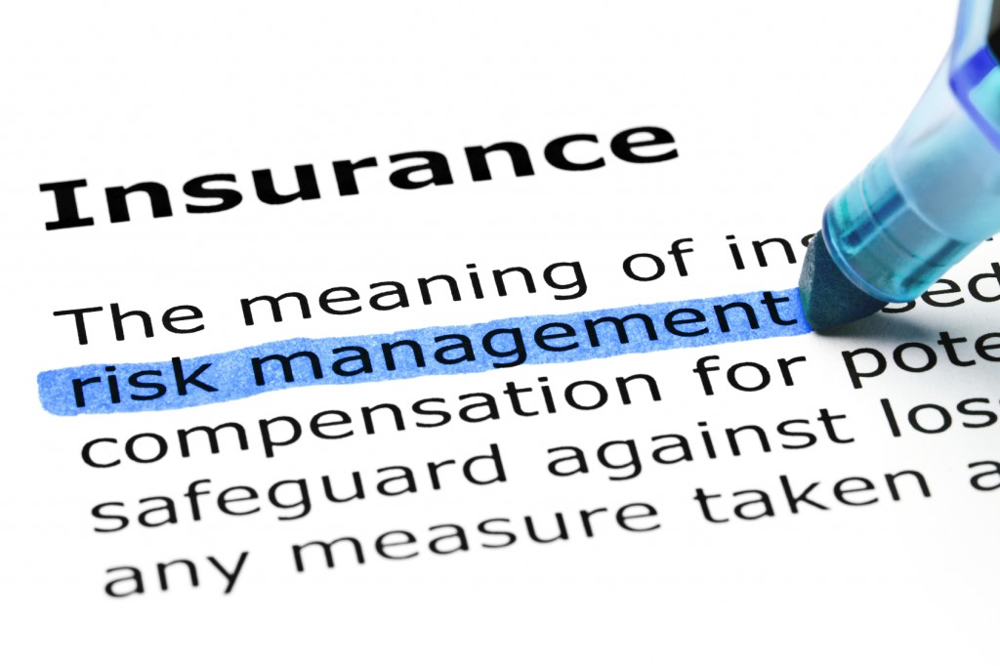 Insurance
The meaning of
risk management
compensation for
safeguard against
any measure taken